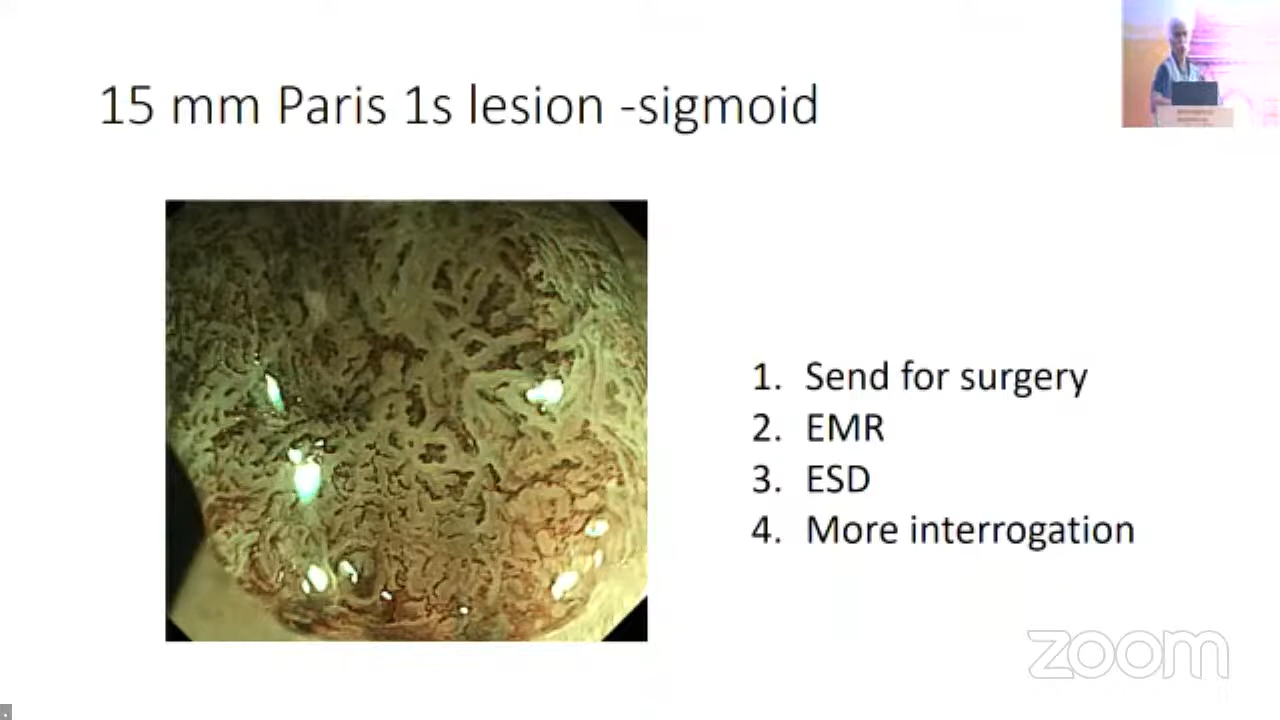 15 mm Paris 1s lesion -sigmoid
1. Send for surgery
2. EMR
3. ESD
4. More interrogation
zoom